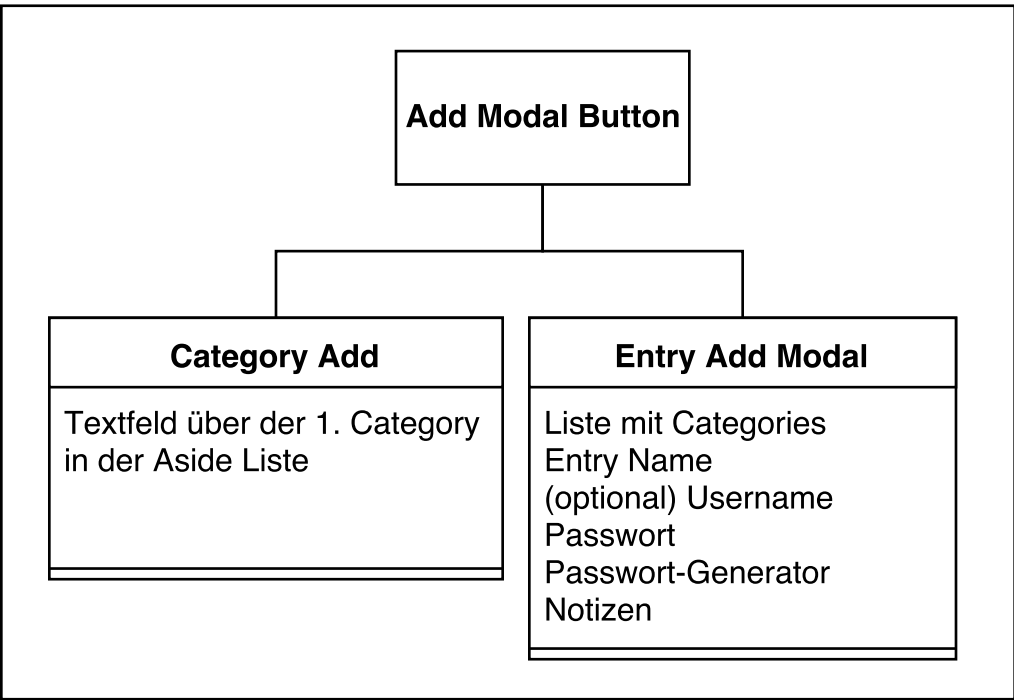 Add Modal Button
Category Add
Textfeld über der 1. Category
in der Aside Liste
Entry Add Modal
Liste mit Categories
Entry Name
(optional) Username
Passwort
Passwort-Generator
Notizen